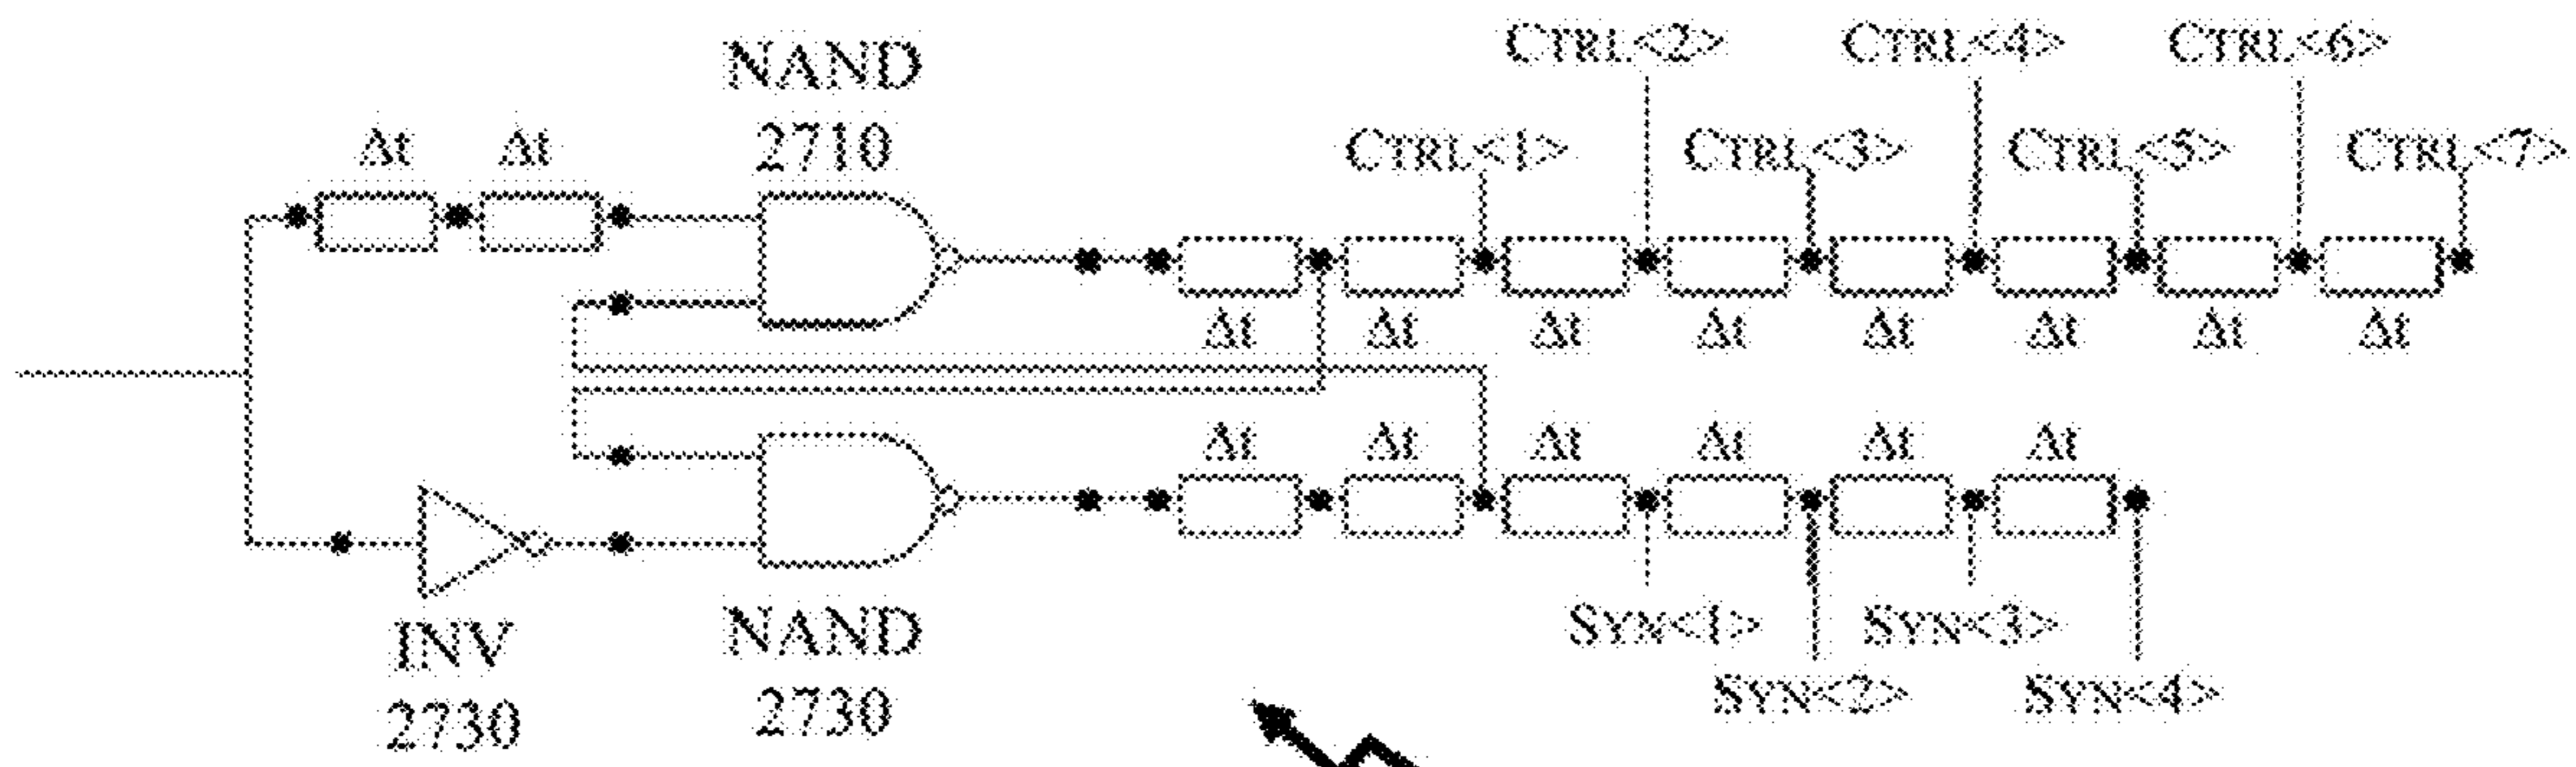 CTRL<2> CTRL<4> CTRL<6>
NAND
2710
Δt Δt
CTRL<1> CTRL<3> CTRL<5> CTRL<7>
Δt Δt Δt Δt Δt Δt Δt Δt
Δt Δt Δt Δt Δt Δt
INV
2730
NAND
2730
SYN<1> SYN<3>
SYN<2> SYN<4>